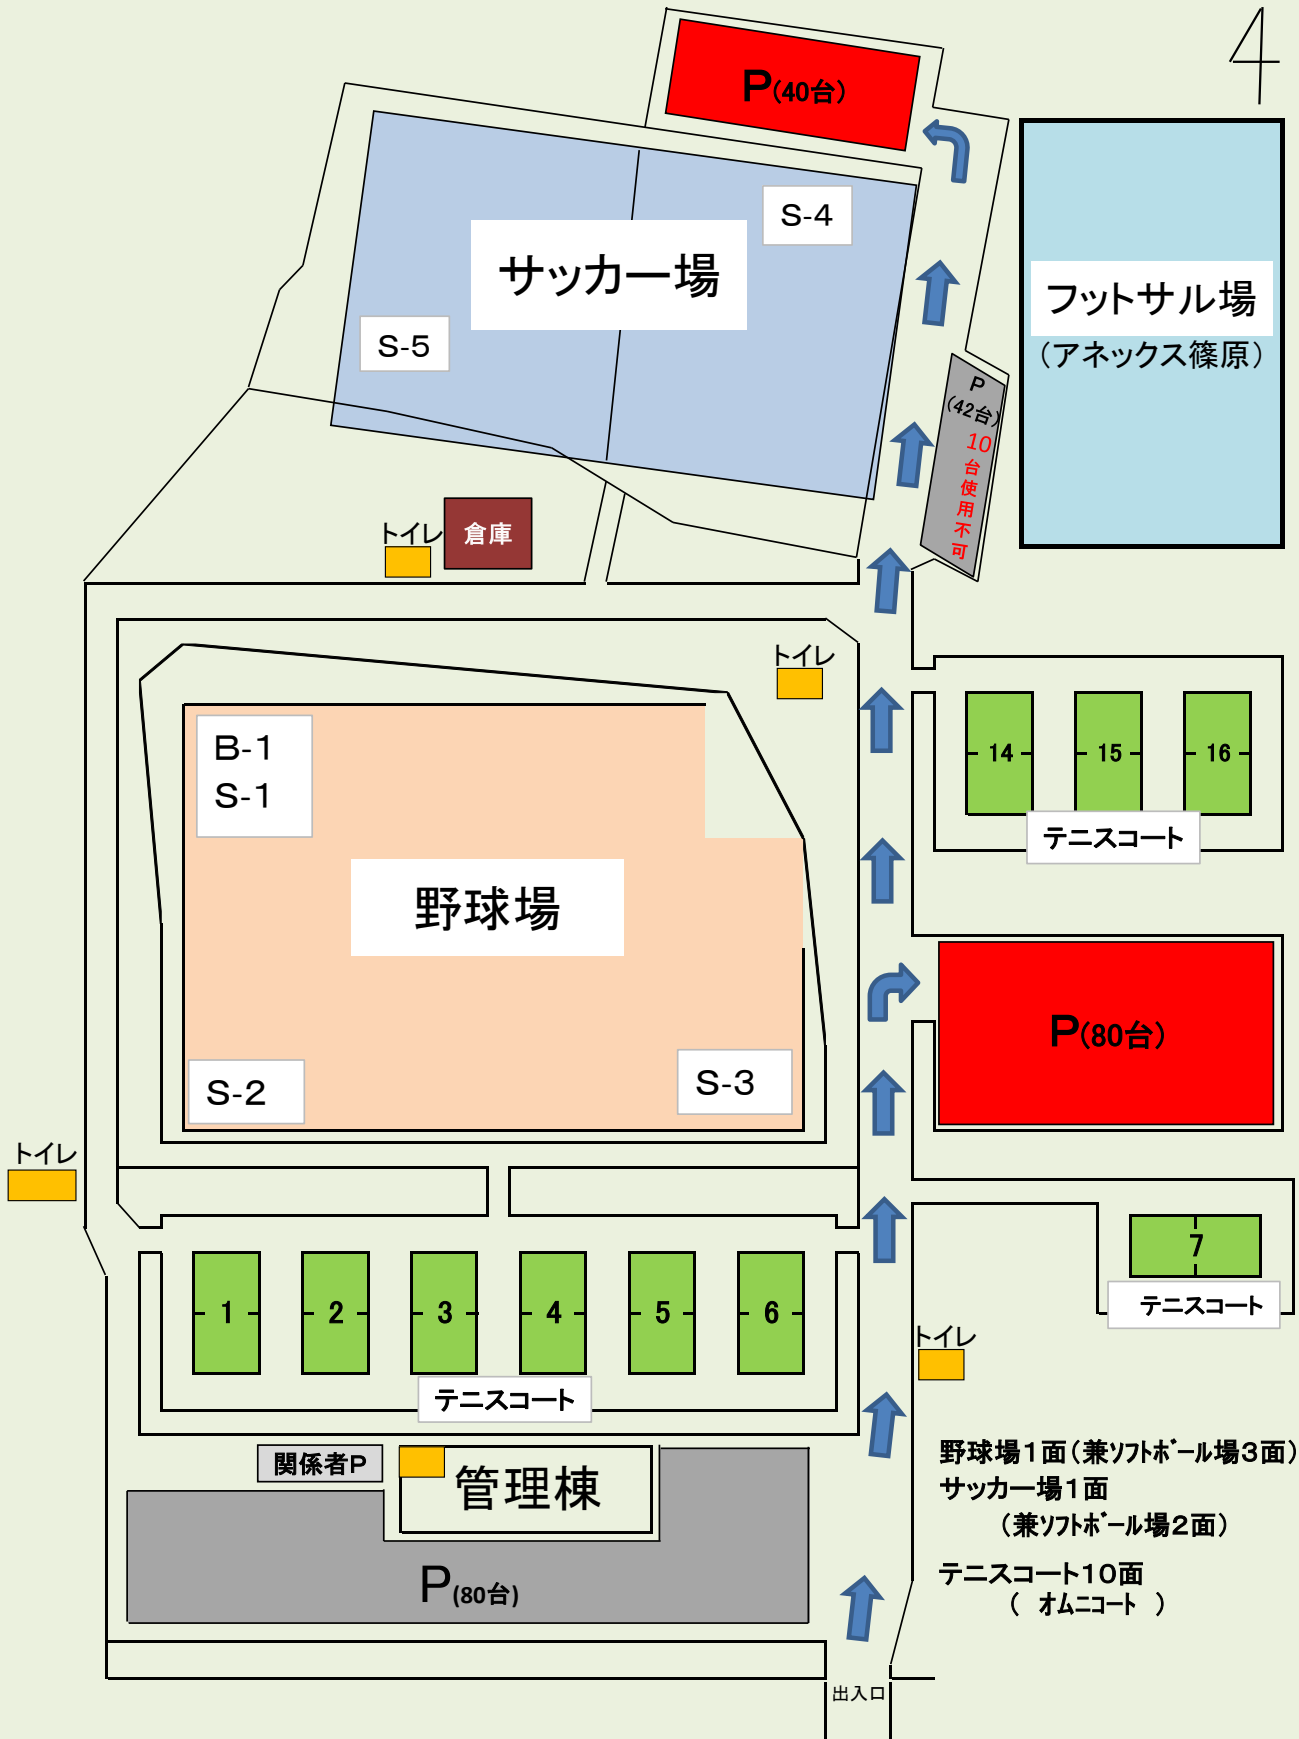 P(40台)
S-4
サッカー場
S-5
フットサル場
（アネックス篠原）
P
(42台)
10
台
使
用
不
可
トイレ
倉庫
トイレ
B-1
S-1
14
15
16
テニスコート
野球場
P(80台)
S-2
S-3
トイレ
7
テニスコート
1
2
3
4
5
6
テニスコート
トイレ
関係者P
管理棟
P(80台)
野球場１面（兼ソフトボール場３面）
サッカー場１面
（兼ソフトボール場２面）
テニスコート１０面
（　オムニコート　）
出入口